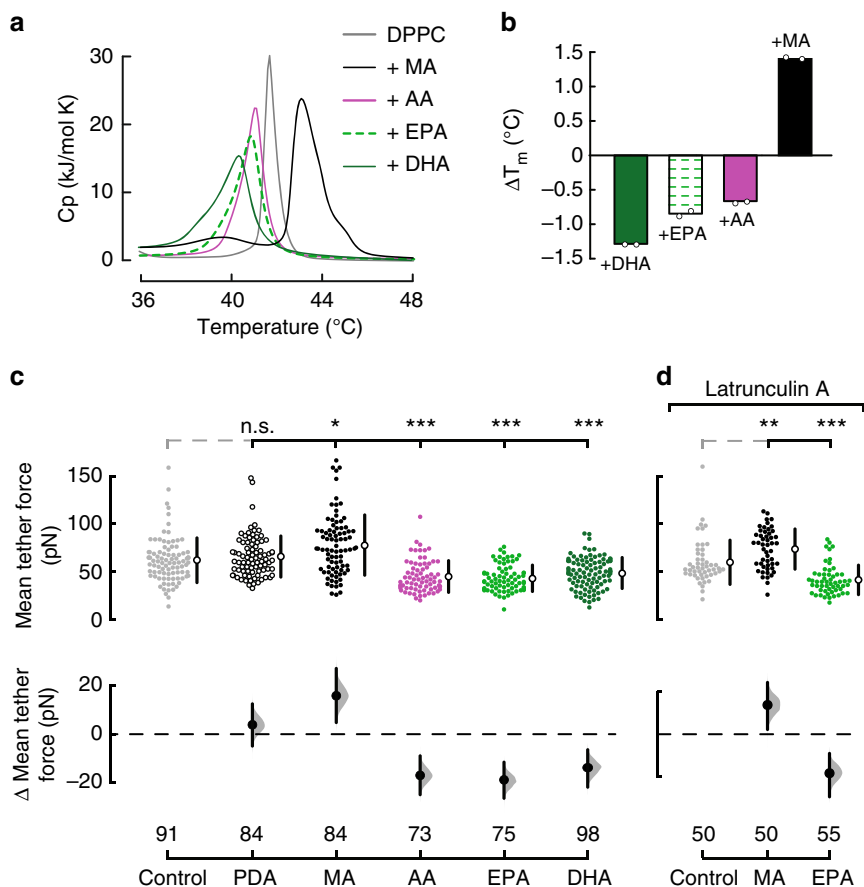 a
Cp (kJ/mol K)
30
20
10
0
36
40
44
48
Temperature (°C)
DPPC
+ MA
+ AA
+ EPA
+ DHA
b
ΔTm (°C)
1.5
1.0
0.5
0
−0.5
−1.0
−1.5
+MA
+DHA
+EPA
+AA
c
n.s.
*
***
***
***
Mean tether force
(pN)
150
100
50
0
Δ Mean tether
force (pN)
20
0
−20
91 84 84 73 75 98
Control PDA MA AA EPA DHA
d
Latrunculin A
**
***
50 50 55
Control MA EPA